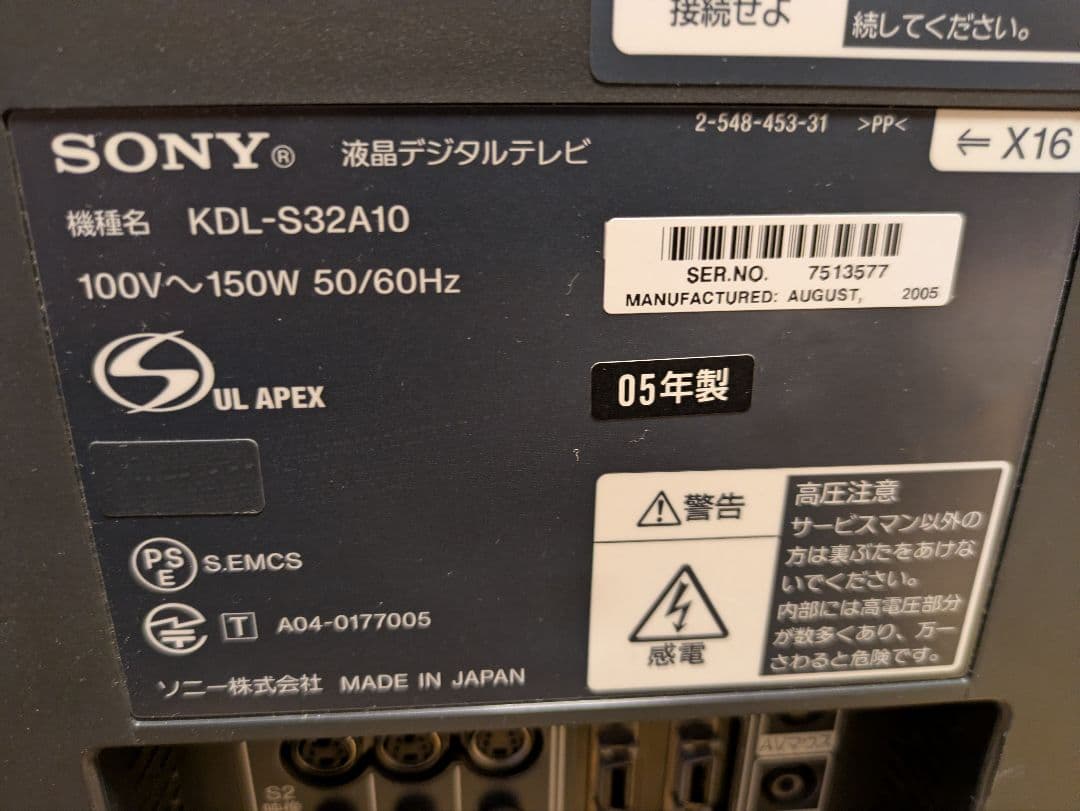 接続せよ
続してください。
2-548-453-31 >PP<
⇐ X16
SONY® 液晶デジタルテレビ
機種名 KDL-S32A10
100V～150W 50/60Hz
SER.NO. 7513577
MANUFACTURED: AUGUST, 2005
UL APEX
05年製
警告
感電
高圧注意
サービスマン以外の
方は裏ぶたをあけな
いでください。
内部には高電圧部分
が数多くあり、万一
さわると危険です。
PSE S.EMCS
T A04-0177005
ソニー株式会社 MADE IN JAPAN
S2
AVマウス